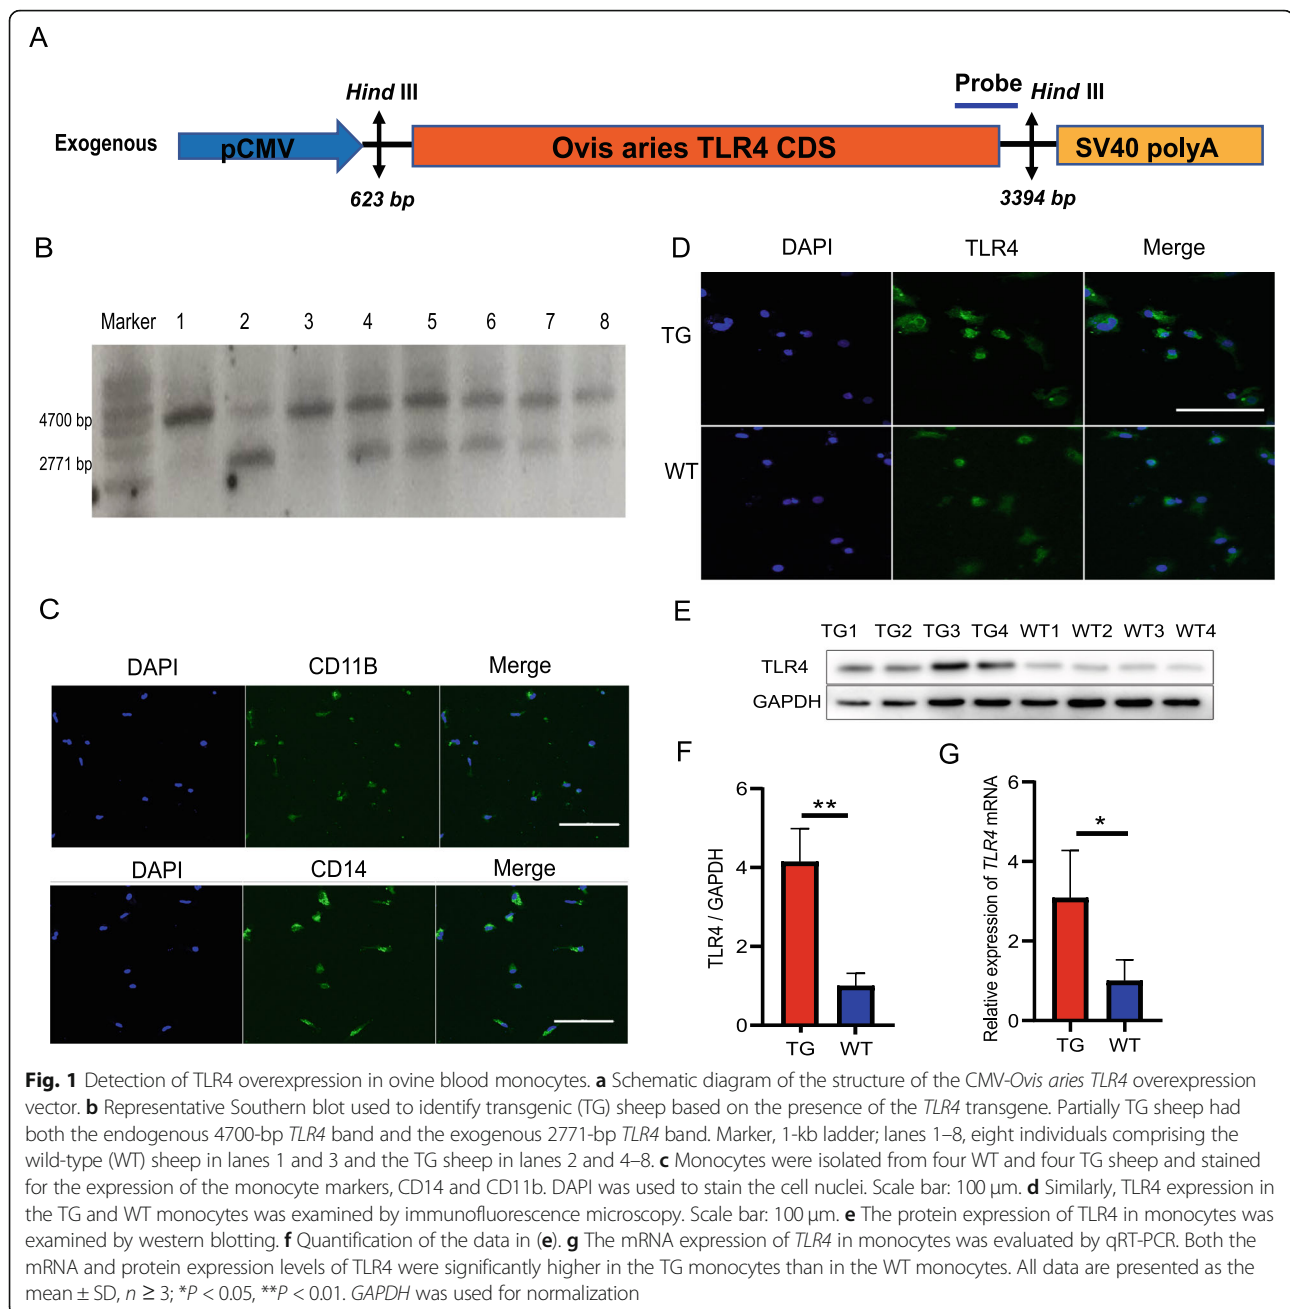 A
Probe
Hind III
Hind III
Exogenous
pCMV
Ovis aries TLR4 CDS
SV40 polyA
623 bp
3394 bp
B
Marker 1 2 3 4 5 6 7 8
4700 bp
2771 bp
C
DAPI CD11B Merge
DAPI CD14 Merge
D
DAPI TLR4 Merge
TG
WT
E
TG1 TG2 TG3 TG4 WT1 WT2 WT3 WT4
TLR4
GAPDH
F
TLR4 / GAPDH
6
4
2
0
**
TG WT
G
Relative expression of TLR4 mRNA
6
4
2
0
*
TG WT
Fig. 1 Detection of TLR4 overexpression in ovine blood monocytes. a Schematic diagram of the structure of the CMV-Ovis aries TLR4 overexpression
vector. b Representative Southern blot used to identify transgenic (TG) sheep based on the presence of the TLR4 transgene. Partially TG sheep had
both the endogenous 4700-bp TLR4 band and the exogenous 2771-bp TLR4 band. Marker, 1-kb ladder; lanes 1–8, eight individuals comprising the
wild-type (WT) sheep in lanes 1 and 3 and the TG sheep in lanes 2 and 4–8. c Monocytes were isolated from four WT and four TG sheep and stained
for the expression of the monocyte markers, CD14 and CD11b. DAPI was used to stain the cell nuclei. Scale bar: 100 μm. d Similarly, TLR4 expression in
the TG and WT monocytes was examined by immunofluorescence microscopy. Scale bar: 100 μm. e The protein expression of TLR4 in monocytes was
examined by western blotting. f Quantification of the data in (e). g The mRNA expression of TLR4 in monocytes was evaluated by qRT-PCR. Both the
mRNA and protein expression levels of TLR4 were significantly higher in the TG monocytes than in the WT monocytes. All data are presented as the
mean ± SD, n ≥ 3; *P < 0.05, **P < 0.01. GAPDH was used for normalization